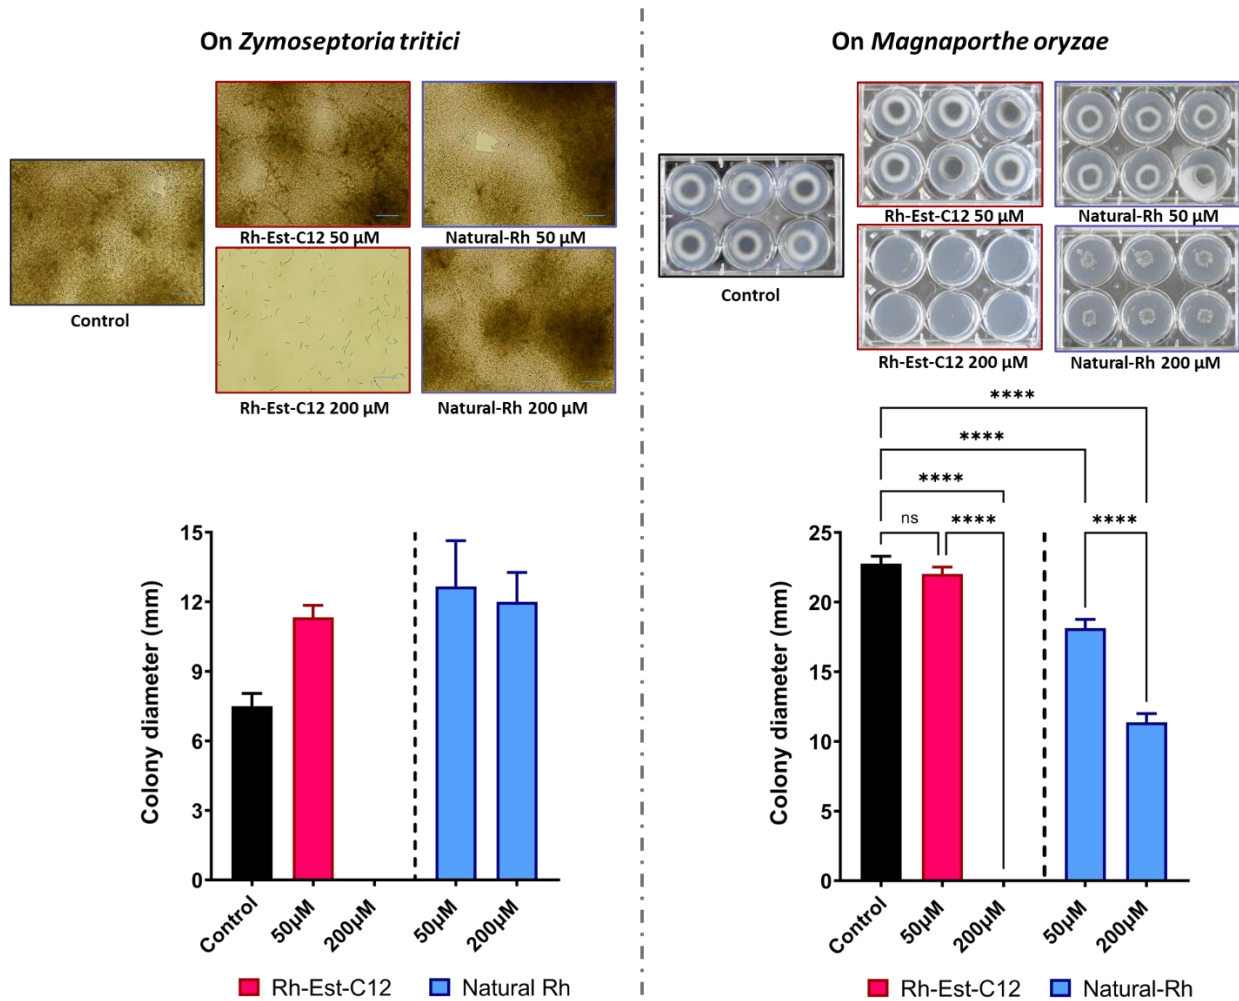 On Zymoseptoria tritici
Control
Rh-Est-C12 50 µM
Natural-Rh 50 µM
Rh-Est-C12 200 µM
Natural-Rh 200 µM
Colony diameter (mm)
15
12
9
6
3
0
Control
50µM
200µM
50µM
200µM
Rh-Est-C12
Natural Rh
On Magnaporthe oryzae
Control
Rh-Est-C12 50 µM
Natural-Rh 50 µM
Rh-Est-C12 200 µM
Natural-Rh 200 µM
****
****
****
ns
****
****
Colony diameter (mm)
25
20
15
10
5
0
Control
50µM
200µM
50µM
200µM
Rh-Est-C12
Natural-Rh